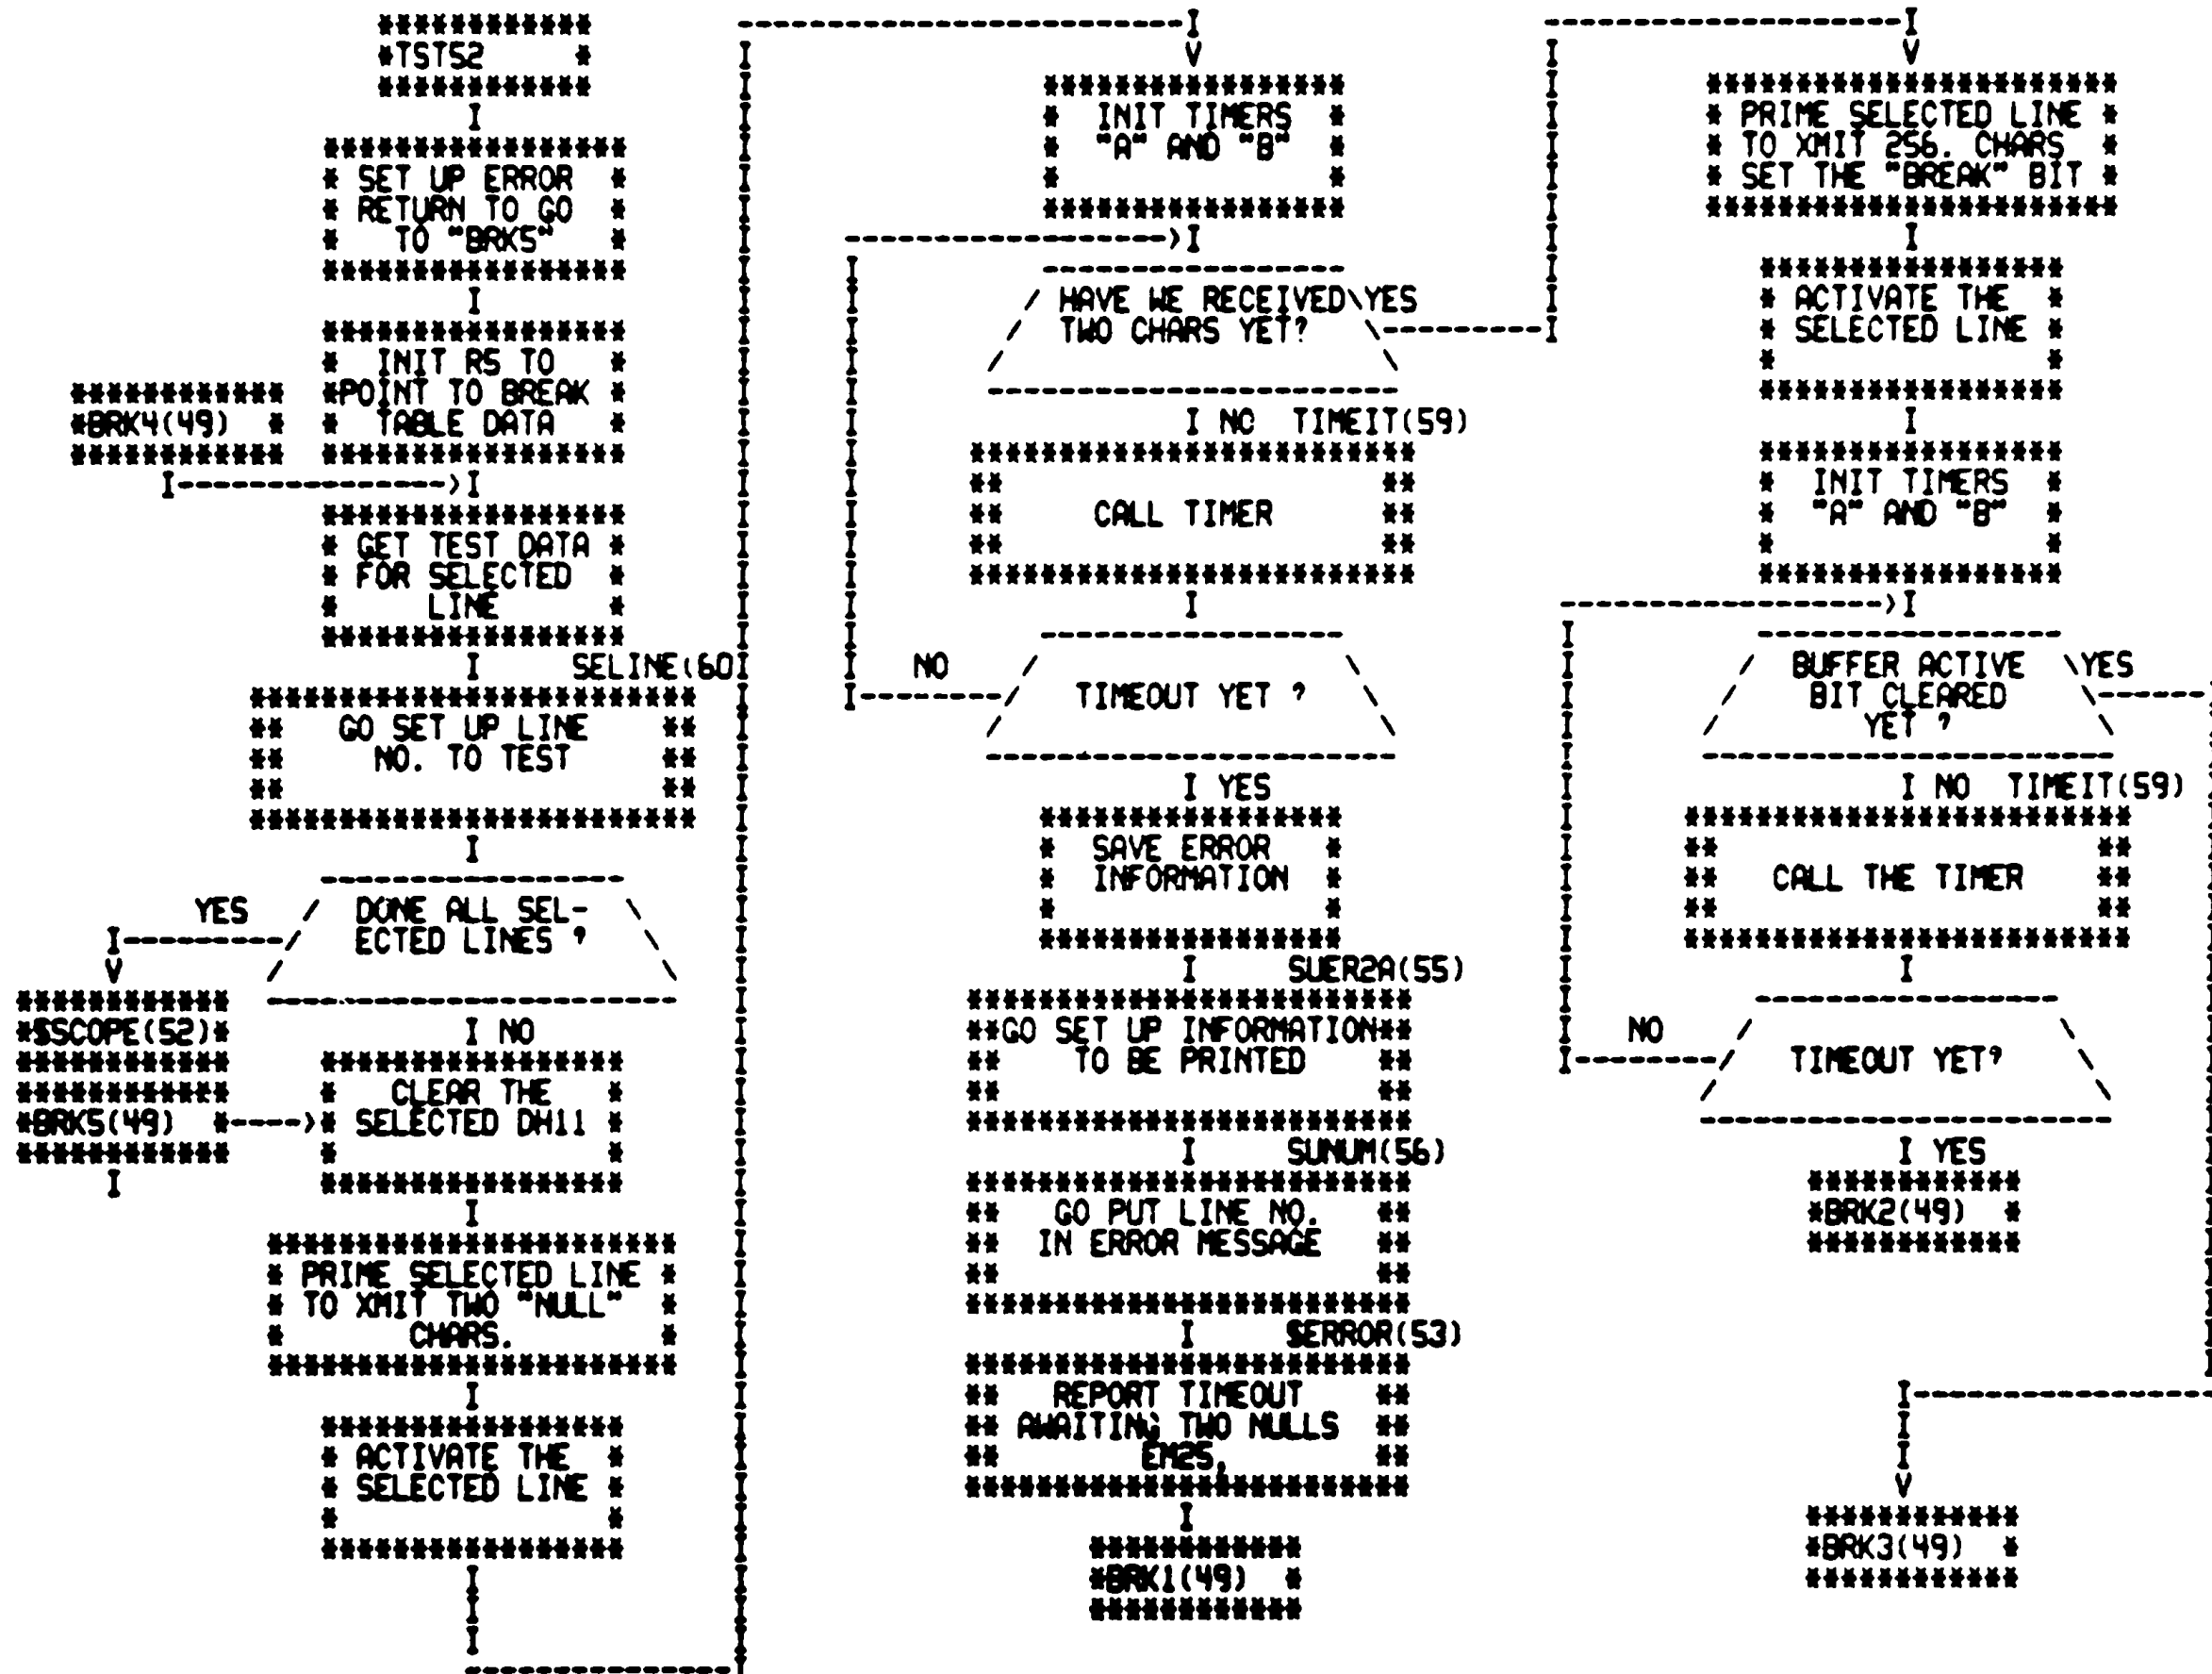 *TST52 *
SET UP ERROR
RETURN TO GO
TO "BRK5"
INIT R5 TO
POINT TO BREAK
TABLE DATA
*BRK4(49) *
GET TEST DATA
FOR SELECTED
LINE
SELINE(60
GO SET UP LINE
NO. TO TEST
DONE ALL SEL-
ECTED LINES ?
YES
*$SCOPE(52)*
NO
*BRK5(49) *
CLEAR THE
SELECTED DH11
PRIME SELECTED LINE
TO XMIT TWO "NULL"
CHARS.
ACTIVATE THE
SELECTED LINE
INIT TIMERS
"A" AND "B"
HAVE WE RECEIVED
TWO CHARS YET?
YES
NO TIMEIT(59)
CALL TIMER
NO
TIMEOUT YET ?
YES
SAVE ERROR
INFORMATION
SUER2A(55)
GO SET UP INFORMATION
TO BE PRINTED
SUNUM(56)
GO PUT LINE NO.
IN ERROR MESSAGE
$ERROR(53)
REPORT TIMEOUT
AWAITING TWO NULLS
EM25,
*BRK1(49) *
PRIME SELECTED LINE
TO XMIT 256. CHARS
SET THE "BREAK" BIT
ACTIVATE THE
SELECTED LINE
INIT TIMERS
"A" AND "B"
BUFFER ACTIVE
BIT CLEARED
YET ?
YES
NO TIMEIT(59)
CALL THE TIMER
NO
TIMEOUT YET?
YES
*BRK2(49) *
*BRK3(49) *